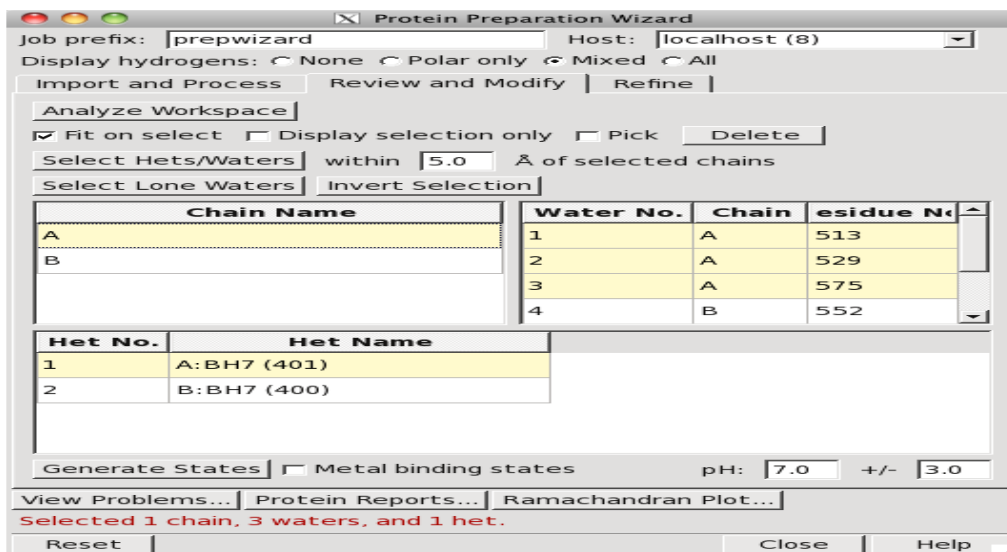 Protein Preparation Wizard
Job prefix: prepwizard Host: localhost (8)
Display hydrogens: None Polar only Mixed All
Import and Process Review and Modify Refine
Analyze Workspace
Fit on select Display selection only Pick Delete
Select Hets/Waters within 5.0 Å of selected chains
Select Lone Waters Invert Selection
Chain Name Water No. Chain esidue No
A 1 A 513
B 2 A 529
3 A 575
4 B 552
Het No. Het Name
1 A:BH7 (401)
2 B:BH7 (400)
Generate States Metal binding states pH: 7.0 +/- 3.0
View Problems... Protein Reports... Ramachandran Plot...
Selected 1 chain, 3 waters, and 1 het.
Reset Close Help